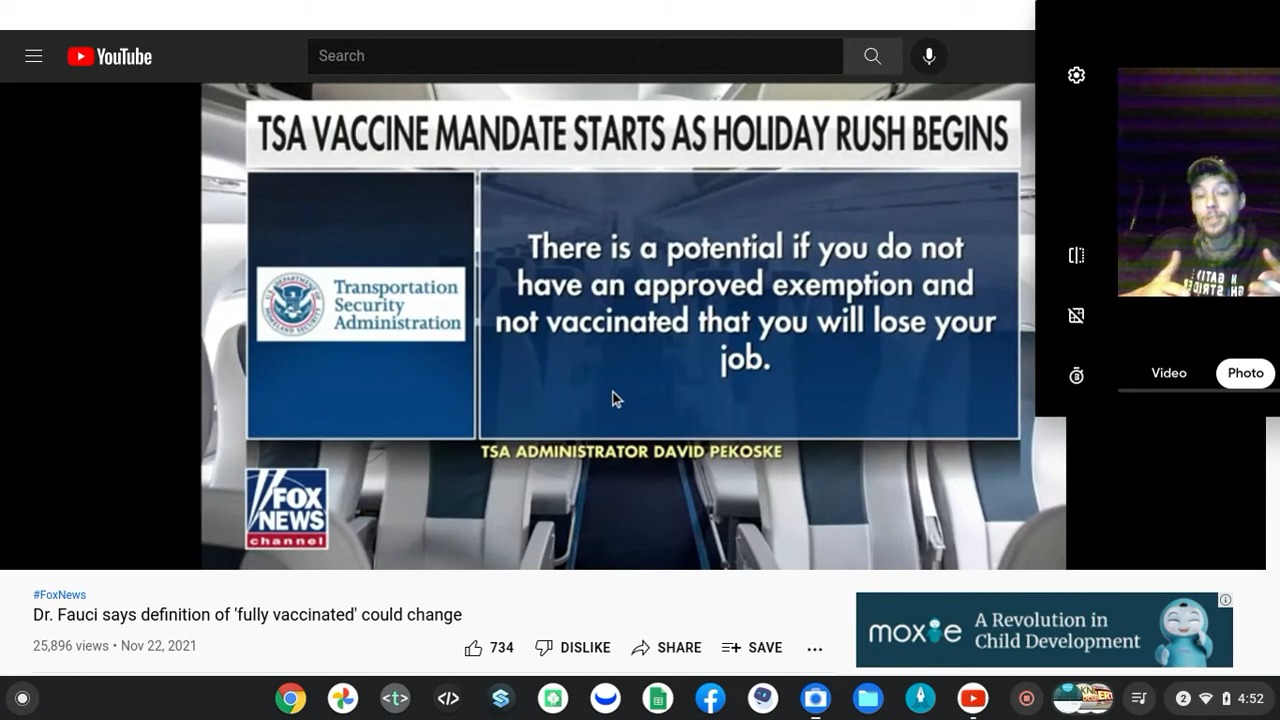 YouTube
Search
TSA VACCINE MANDATE STARTS AS HOLIDAY RUSH BEGINS
Transportation
Security
Administration
There is a potential if you do not
have an approved exemption and
not vaccinated that you will lose your
job.
TSA ADMINISTRATOR DAVID PEKOSKE
FOX
NEWS
channel
Video
Photo
#FoxNews
Dr. Fauci says definition of 'fully vaccinated' could change
25,896 views • Nov 22, 2021
734
DISLIKE
SHARE
SAVE
moxie
A Revolution in
Child Development
2
4:52